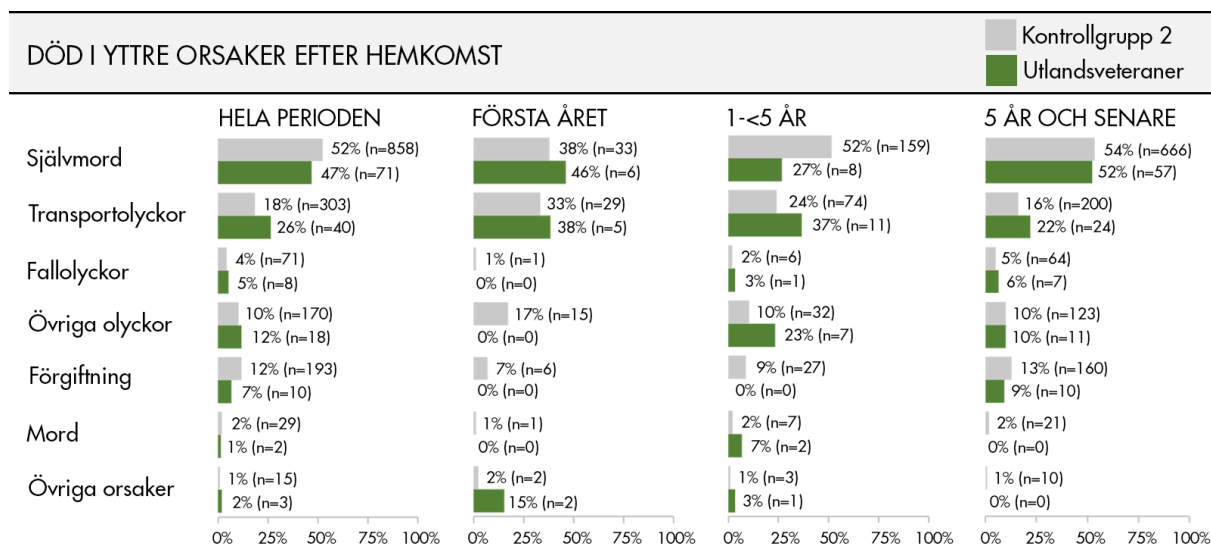 DÖD I YTTRE ORSAKER EFTER HEMKOMST
Kontrollgrupp 2
Utlandsveteraner
HELA PERIODEN
FÖRSTA ÅRET
1-<5 ÅR
5 ÅR OCH SENARE
Självmord
52% (n=858)
47% (n=71)
38% (n=33)
46% (n=6)
52% (n=159)
27% (n=8)
54% (n=666)
52% (n=57)
Transportolyckor
18% (n=303)
26% (n=40)
33% (n=29)
38% (n=5)
24% (n=74)
37% (n=11)
16% (n=200)
22% (n=24)
Fallolyckor
4% (n=71)
5% (n=8)
1% (n=1)
0% (n=0)
2% (n=6)
3% (n=1)
5% (n=64)
6% (n=7)
Övriga olyckor
10% (n=170)
12% (n=18)
17% (n=15)
0% (n=0)
10% (n=32)
23% (n=7)
10% (n=123)
10% (n=11)
Förgiftning
12% (n=193)
7% (n=10)
7% (n=6)
0% (n=0)
9% (n=27)
0% (n=0)
13% (n=160)
9% (n=10)
Mord
2% (n=29)
1% (n=2)
1% (n=1)
0% (n=0)
2% (n=7)
7% (n=2)
2% (n=21)
0% (n=0)
Övriga orsaker
1% (n=15)
2% (n=3)
2% (n=2)
15% (n=2)
1% (n=3)
3% (n=1)
1% (n=10)
0% (n=0)
0% 25% 50% 75% 100%
0% 25% 50% 75% 100%
0% 25% 50% 75% 100%
0% 25% 50% 75% 100%